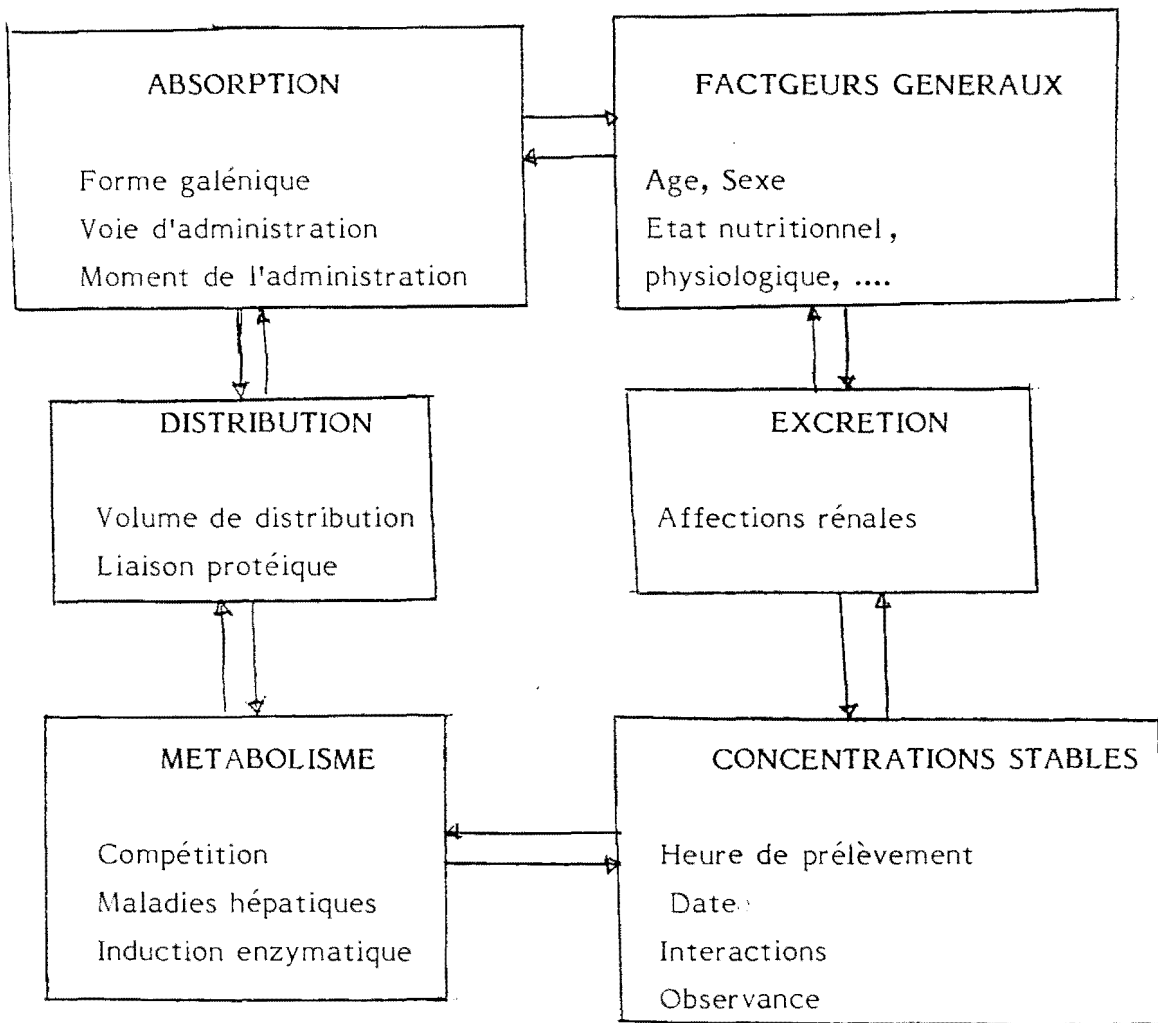 ABSORPTION
Forme galénique
Voie d'administration
Moment de l'administration
FACTGEURS GENERAUX
Age, Sexe
Etat nutritionnel,
physiologique, ....
DISTRIBUTION
Volume de distribution
Liaison protéique
EXCRETION
Affections rénales
METABOLISME
Compétition
Maladies hépatiques
Induction enzymatique
CONCENTRATIONS STABLES
Heure de prélèvement
Date
Interactions
Observance